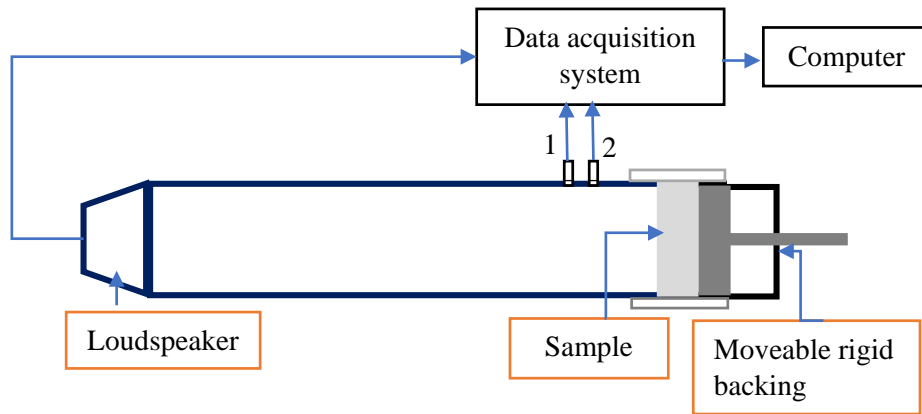 Data acquisition
system
Computer
1
2
Loudspeaker
Sample
Moveable rigid
backing